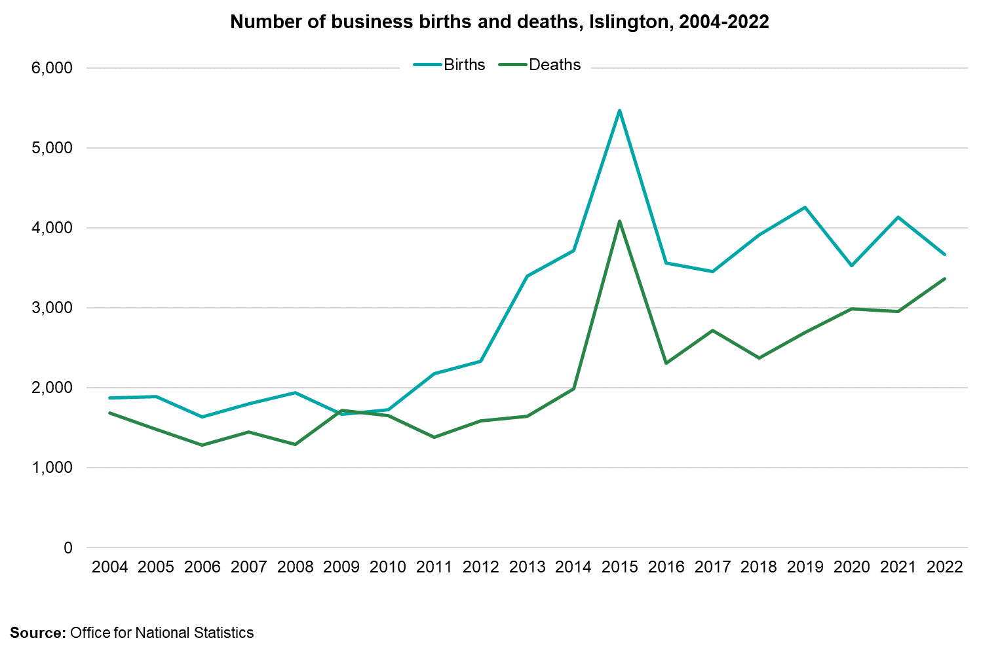 Number of business births and deaths, Islington, 2004-2022
Births Deaths
6,000
5,000
4,000
3,000
2,000
1,000
0
2004 2005 2006 2007 2008 2009 2010 2011 2012 2013 2014 2015 2016 2017 2018 2019 2020 2021 2022
Source: Office for National Statistics